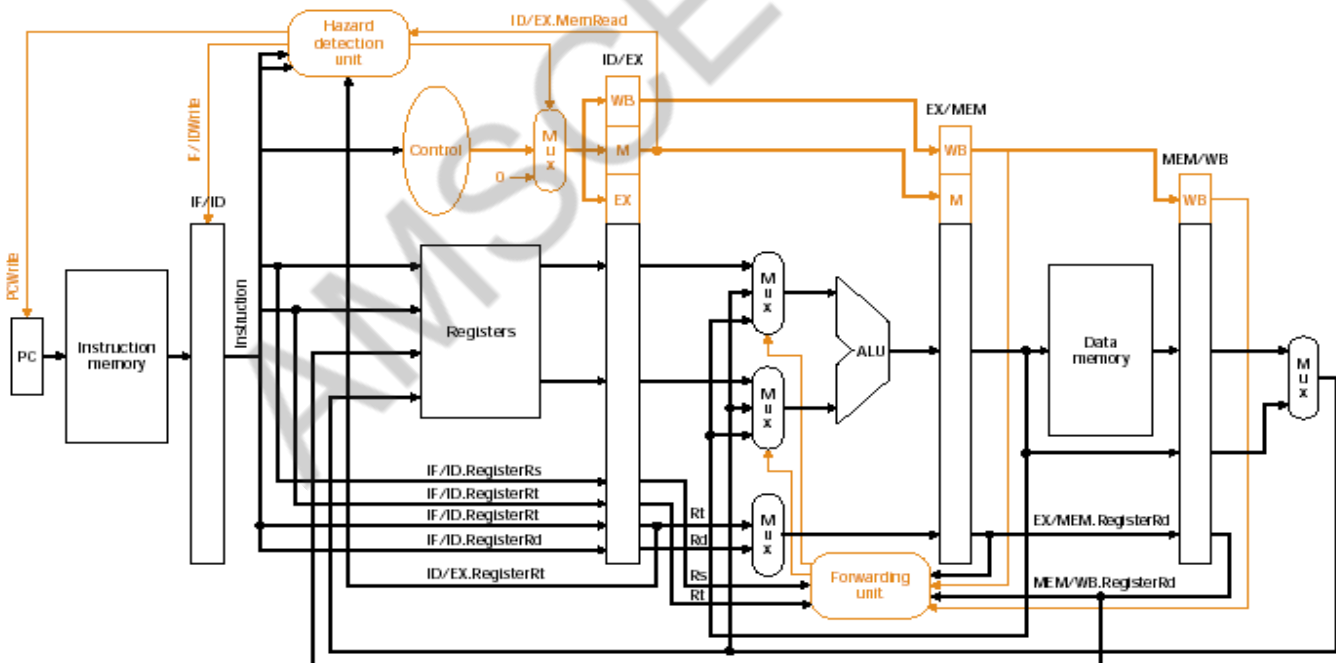 Hazard
detection
unit
ID/EX.MemRead
ID/EX
WB
M
EX
EX/MEM
WB
M
MEM/WB
WB
Control
M
u
x
0
IF/IDWrite
PCWrite
IF/ID
PC
Instruction
memory
Instruction
Registers
M
u
x
M
u
x
M
u
x
ALU
Data
memory
M
u
x
IF/ID.RegisterRs
IF/ID.RegisterRt
IF/ID.RegisterRt
IF/ID.RegisterRd
ID/EX.RegisterRt
Rt
Rd
Rs
Rt
Forwarding
unit
EX/MEM.RegisterRd
MEM/WB.RegisterRd
AMSCE